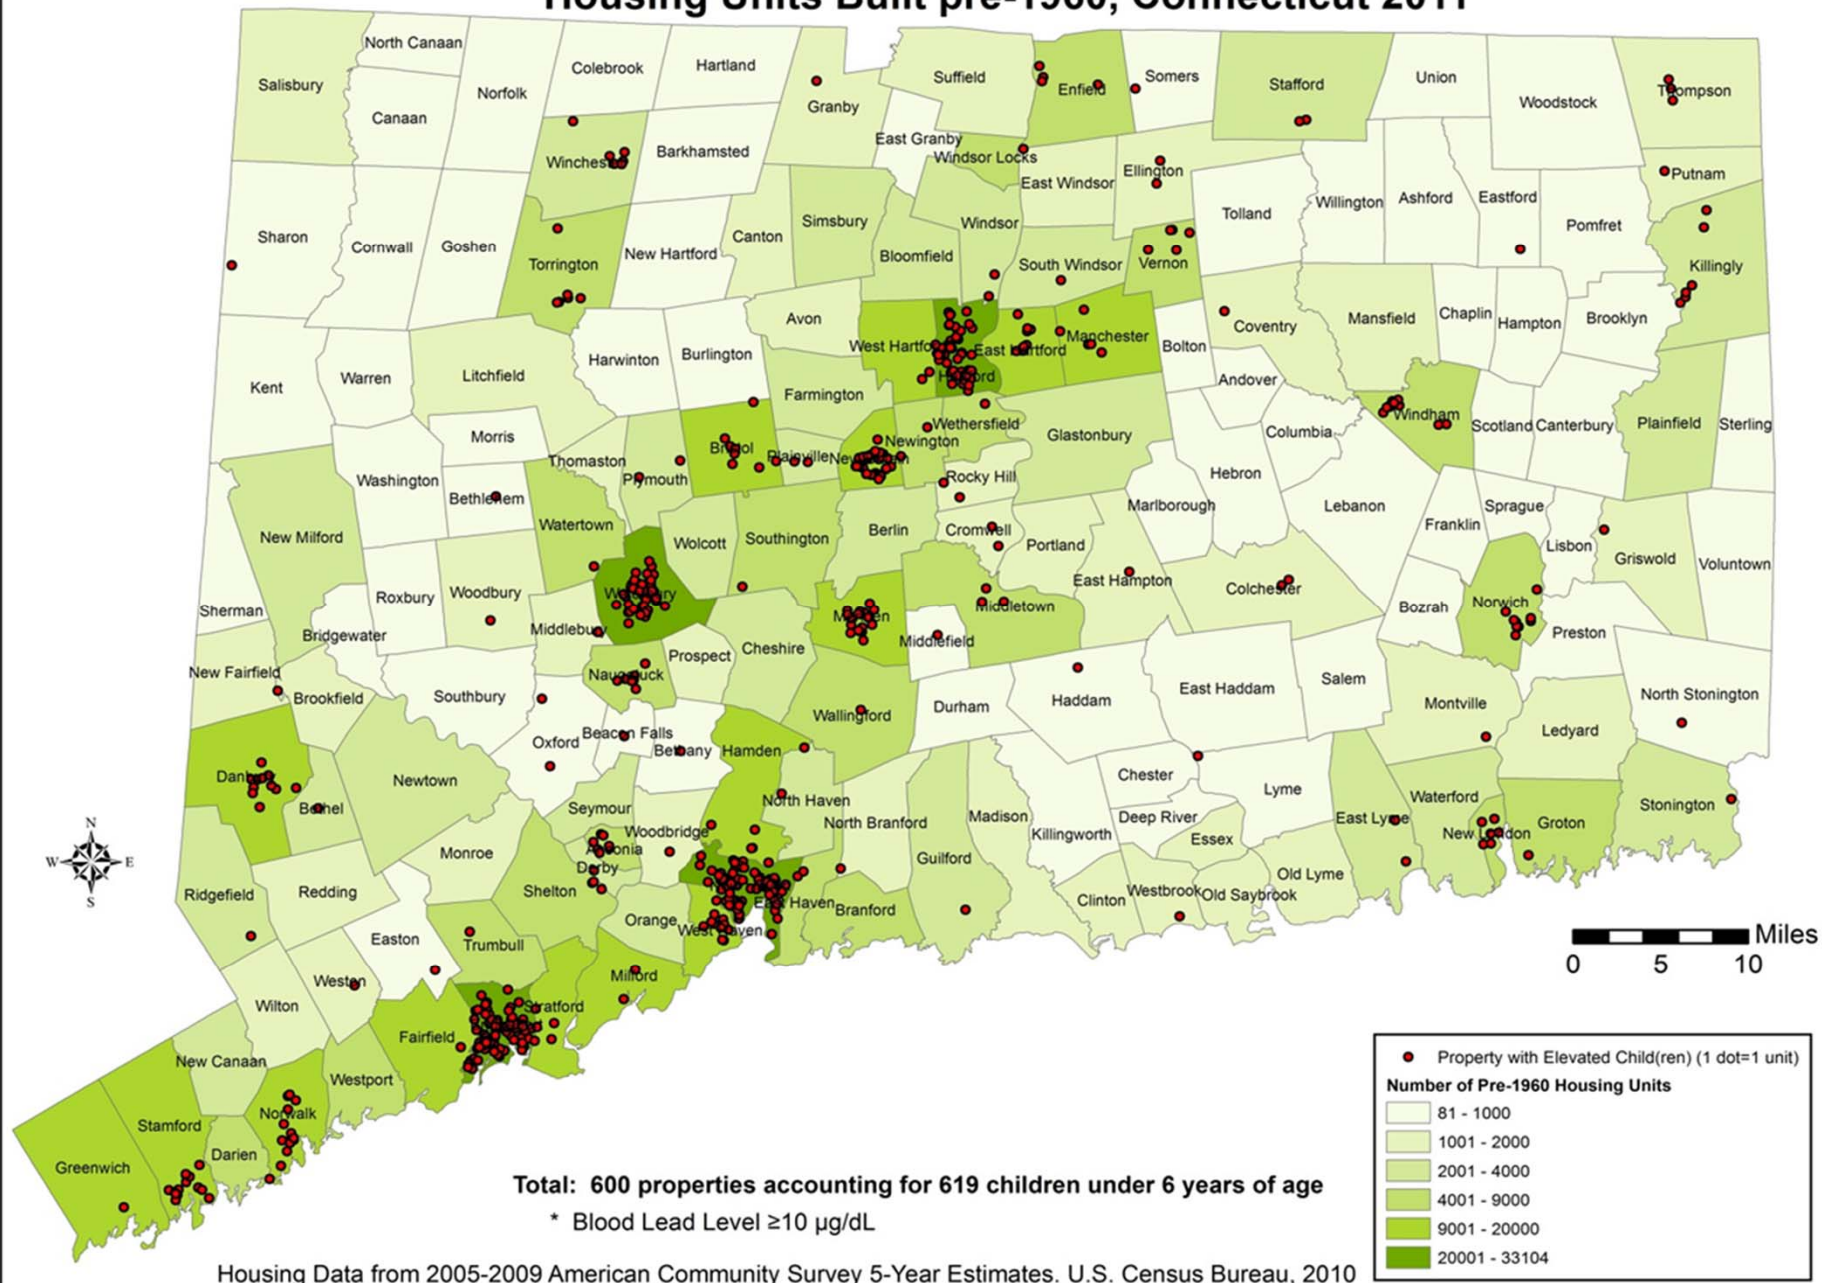 Housing Units Built pre-1960, Connecticut 2011
North Canaan
Colebrook
Hartland
Salisbury
Norfolk
Canaan
Granby
Suffield
Enfield
Somers
Stafford
Union
Woodstock
Thompson
Winchester
Barkhamsted
East Granby
Windsor Locks
East Windsor
Ellington
Putnam
Sharon
Cornwall
Goshen
Torrington
New Hartford
Canton
Simsbury
Bloomfield
Windsor
South Windsor
Vernon
Tolland
Willington
Ashford
Eastford
Pomfret
Killingly
Kent
Warren
Litchfield
Harwinton
Burlington
Avon
West Hartford
Hartford
East Hartford
Manchester
Bolton
Coventry
Mansfield
Chaplin
Hampton
Brooklyn
Andover
Farmington
Morris
Washington
Bethlehem
Thomaston
Plymouth
Bristol
Plainville
New Britain
Newington
Wethersfield
Glastonbury
Rocky Hill
Hebron
Columbia
Windham
Scotland
Canterbury
Plainfield
Sterling
New Milford
Watertown
Wolcott
Southington
Berlin
Cromwell
Portland
Marlborough
Lebanon
Franklin
Sprague
Lisbon
Griswold
Voluntown
Sherman
Roxbury
Woodbury
Bridgewater
Middlebury
Waterbury
Cheshire
Meriden
Middletown
Middlefield
East Hampton
Colchester
Bozrah
Norwich
Preston
New Fairfield
Brookfield
Southbury
Naugatuck
Prospect
Wallingford
Durham
Haddam
East Haddam
Salem
Montville
Ledyard
North Stonington
Danbury
Bethel
Newtown
Oxford
Beacon Falls
Bethany
Hamden
Seymour
Woodbridge
North Haven
North Branford
Madison
Killingworth
Chester
Deep River
Essex
Lyme
East Lyme
Waterford
New London
Groton
Stonington
Ridgefield
Redding
Monroe
Shelton
Ansonia
Derby
Orange
West Haven
East Haven
Branford
Guilford
Clinton
Westbrook
Old Saybrook
Old Lyme
N
W
E
S
Easton
Trumbull
Weston
Wilton
Milford
Stratford
Fairfield
New Canaan
Westport
Norwalk
Stamford
Darien
Greenwich
Miles
0 5 10
Property with Elevated Child(ren) (1 dot=1 unit)
Number of Pre-1960 Housing Units
81 - 1000
1001 - 2000
2001 - 4000
4001 - 9000
9001 - 20000
20001 - 33104
Total: 600 properties accounting for 619 children under 6 years of age
* Blood Lead Level ≥10 µg/dL
Housing Data from 2005-2009 American Community Survey 5-Year Estimates, U.S. Census Bureau, 2010